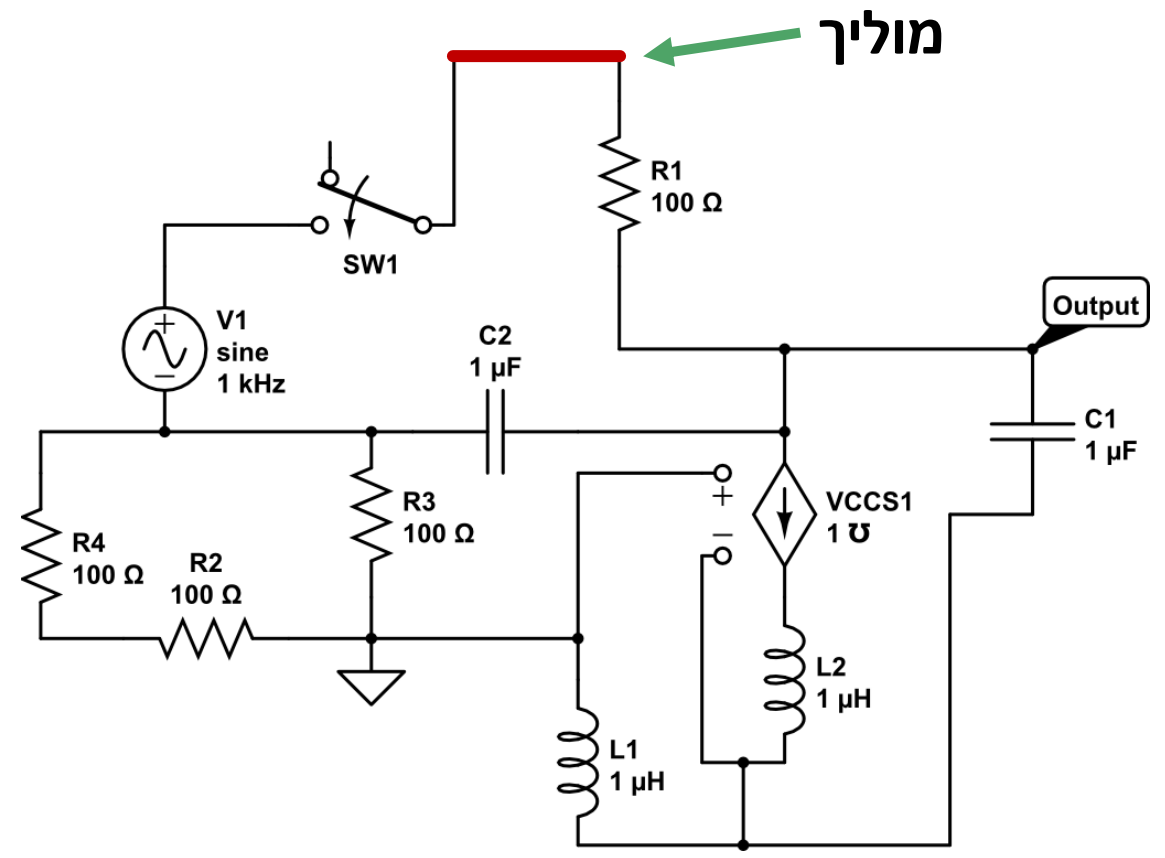 מוליך
R1
100 Ω
SW1
Output
V1
sine
1 kHz
C2
1 µF
C1
1 µF
R3
100 Ω
VCCS1
1 ℧
R4
100 Ω
R2
100 Ω
L2
1 µH
L1
1 µH